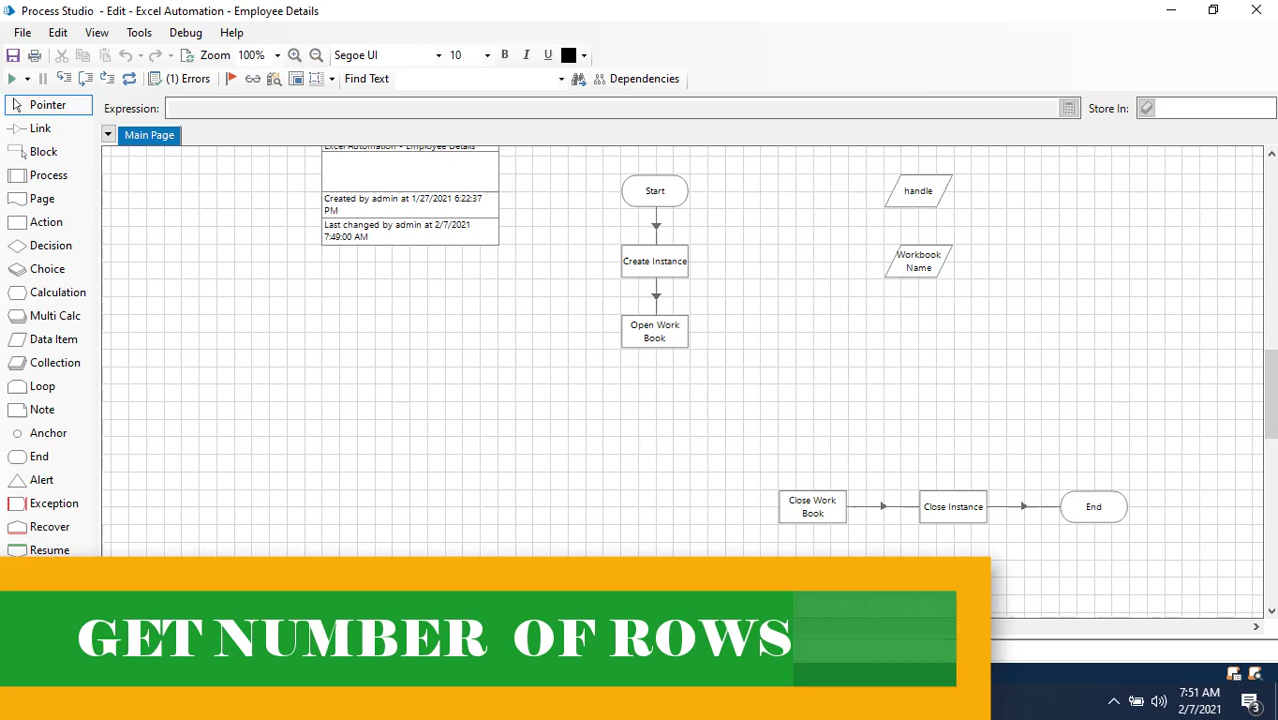 Process Studio - Edit - Excel Automation - Employee Details
File Edit View Tools Debug Help
Zoom 100% Segoe UI 10 B I U
(1) Errors Find Text Dependencies
Pointer
Expression: Store In:
Link
Main Page
Block
Process
Page
Action
Decision
Choice
Calculation
Multi Calc
Data Item
Collection
Loop
Note
Anchor
End
Alert
Exception
Recover
Resume
Excel Automation - Employee Details
Created by admin at 1/27/2021 6:22:37
PM
Last changed by admin at 2/7/2021
7:49:00 AM
Start
Create Instance
Open Work
Book
handle
Workbook
Name
Close Work
Book
Close Instance
End
GET NUMBER OF ROWS
7:51 AM
2/7/2021
3